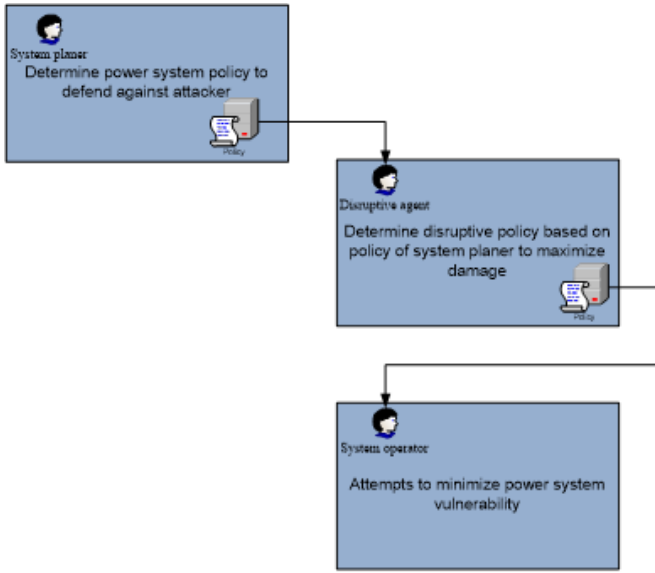 System planer
Determine power system policy to
defend against attacker
Policy
Disruptive agent
Determine disruptive policy based on
policy of system planer to maximize
damage
Policy
System operator
Attempts to minimize power system
vulnerability